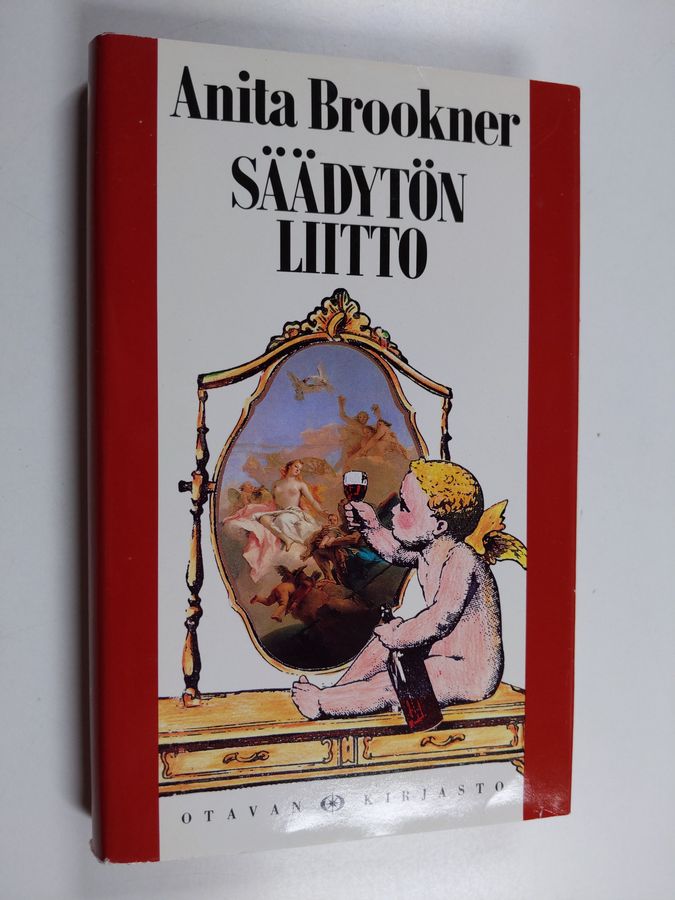 Anita Brookner
SÄÄDYTÖN
LIITTO
OTAVAN KIRJASTO